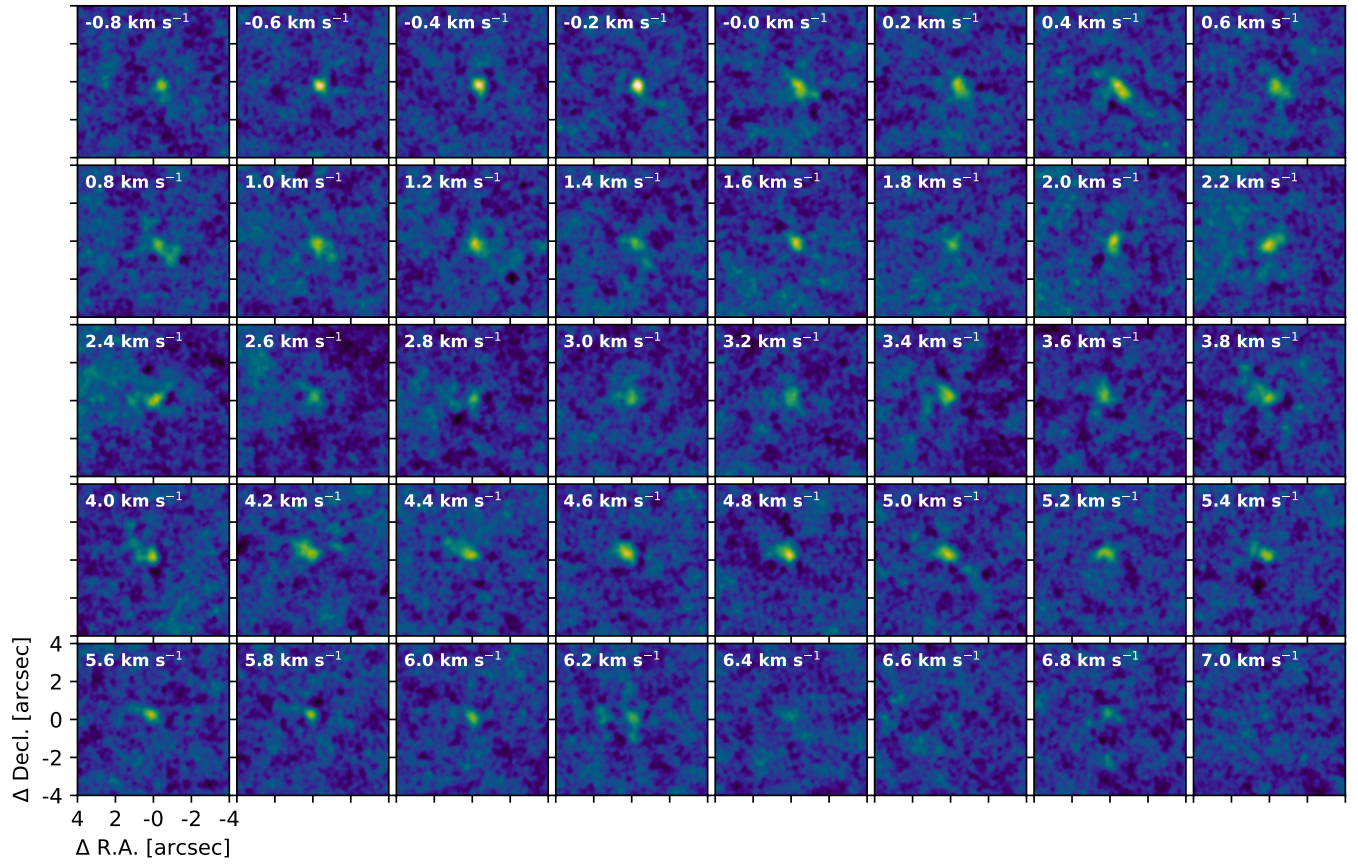 -0.8 km s⁻¹ -0.6 km s⁻¹ -0.4 km s⁻¹ -0.2 km s⁻¹ -0.0 km s⁻¹ 0.2 km s⁻¹ 0.4 km s⁻¹ 0.6 km s⁻¹
0.8 km s⁻¹ 1.0 km s⁻¹ 1.2 km s⁻¹ 1.4 km s⁻¹ 1.6 km s⁻¹ 1.8 km s⁻¹ 2.0 km s⁻¹ 2.2 km s⁻¹
2.4 km s⁻¹ 2.6 km s⁻¹ 2.8 km s⁻¹ 3.0 km s⁻¹ 3.2 km s⁻¹ 3.4 km s⁻¹ 3.6 km s⁻¹ 3.8 km s⁻¹
4.0 km s⁻¹ 4.2 km s⁻¹ 4.4 km s⁻¹ 4.6 km s⁻¹ 4.8 km s⁻¹ 5.0 km s⁻¹ 5.2 km s⁻¹ 5.4 km s⁻¹
5.6 km s⁻¹ 5.8 km s⁻¹ 6.0 km s⁻¹ 6.2 km s⁻¹ 6.4 km s⁻¹ 6.6 km s⁻¹ 6.8 km s⁻¹ 7.0 km s⁻¹
Δ Decl. [arcsec]
4
2
0
-2
-4
4 2 -0 -2 -4
Δ R.A. [arcsec]